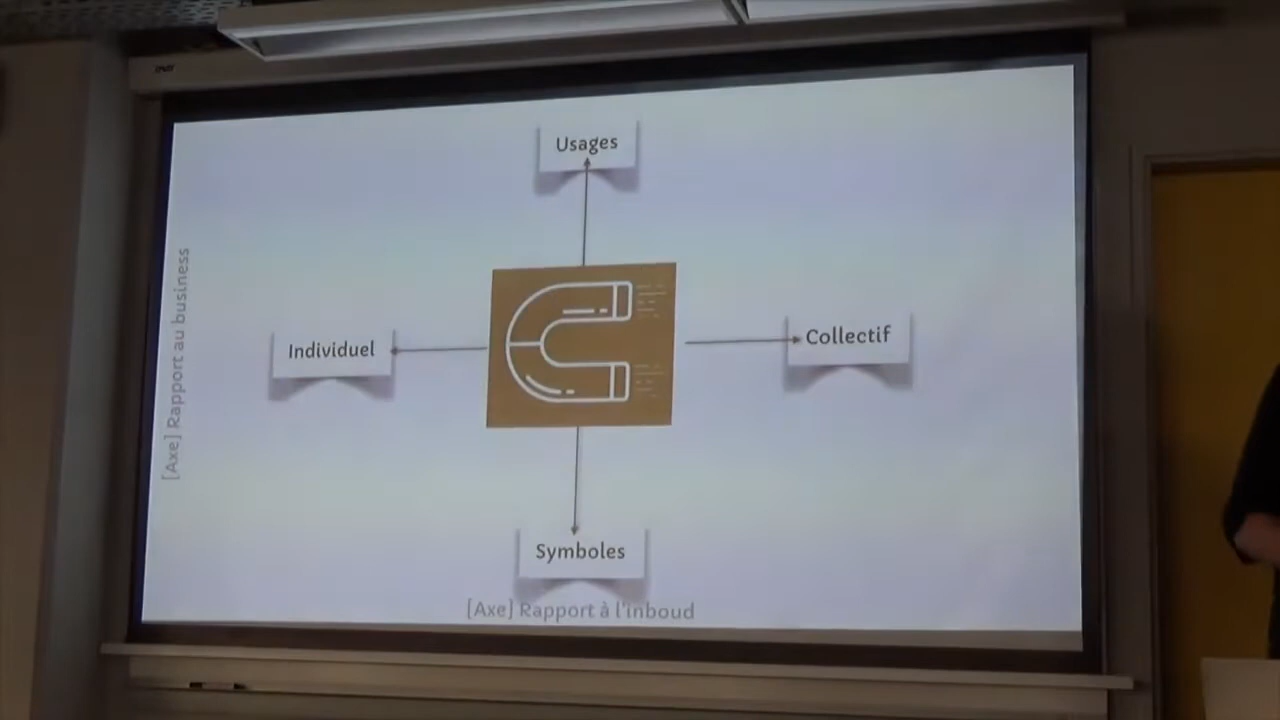 Usages
[Axe] Rapport au business
Individuel
Collectif
Symboles
[Axe] Rapport à l'inboud